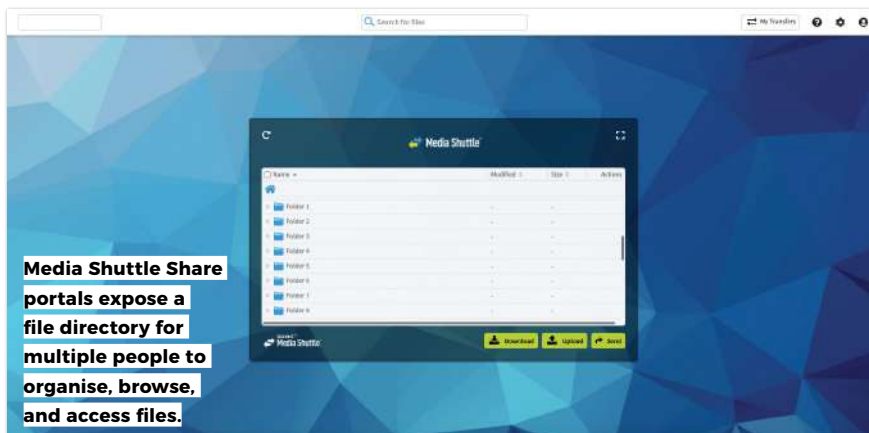 Search for files
My Transfers
Media Shuttle
Name
Modified
Size
Actions
Folder 1
Folder 2
Folder 3
Folder 4
Folder 5
Folder 6
Folder 7
Folder 8
Media Shuttle
Download
Upload
Send
Media Shuttle Share
portals expose a
file directory for
multiple people to
organise, browse,
and access files.